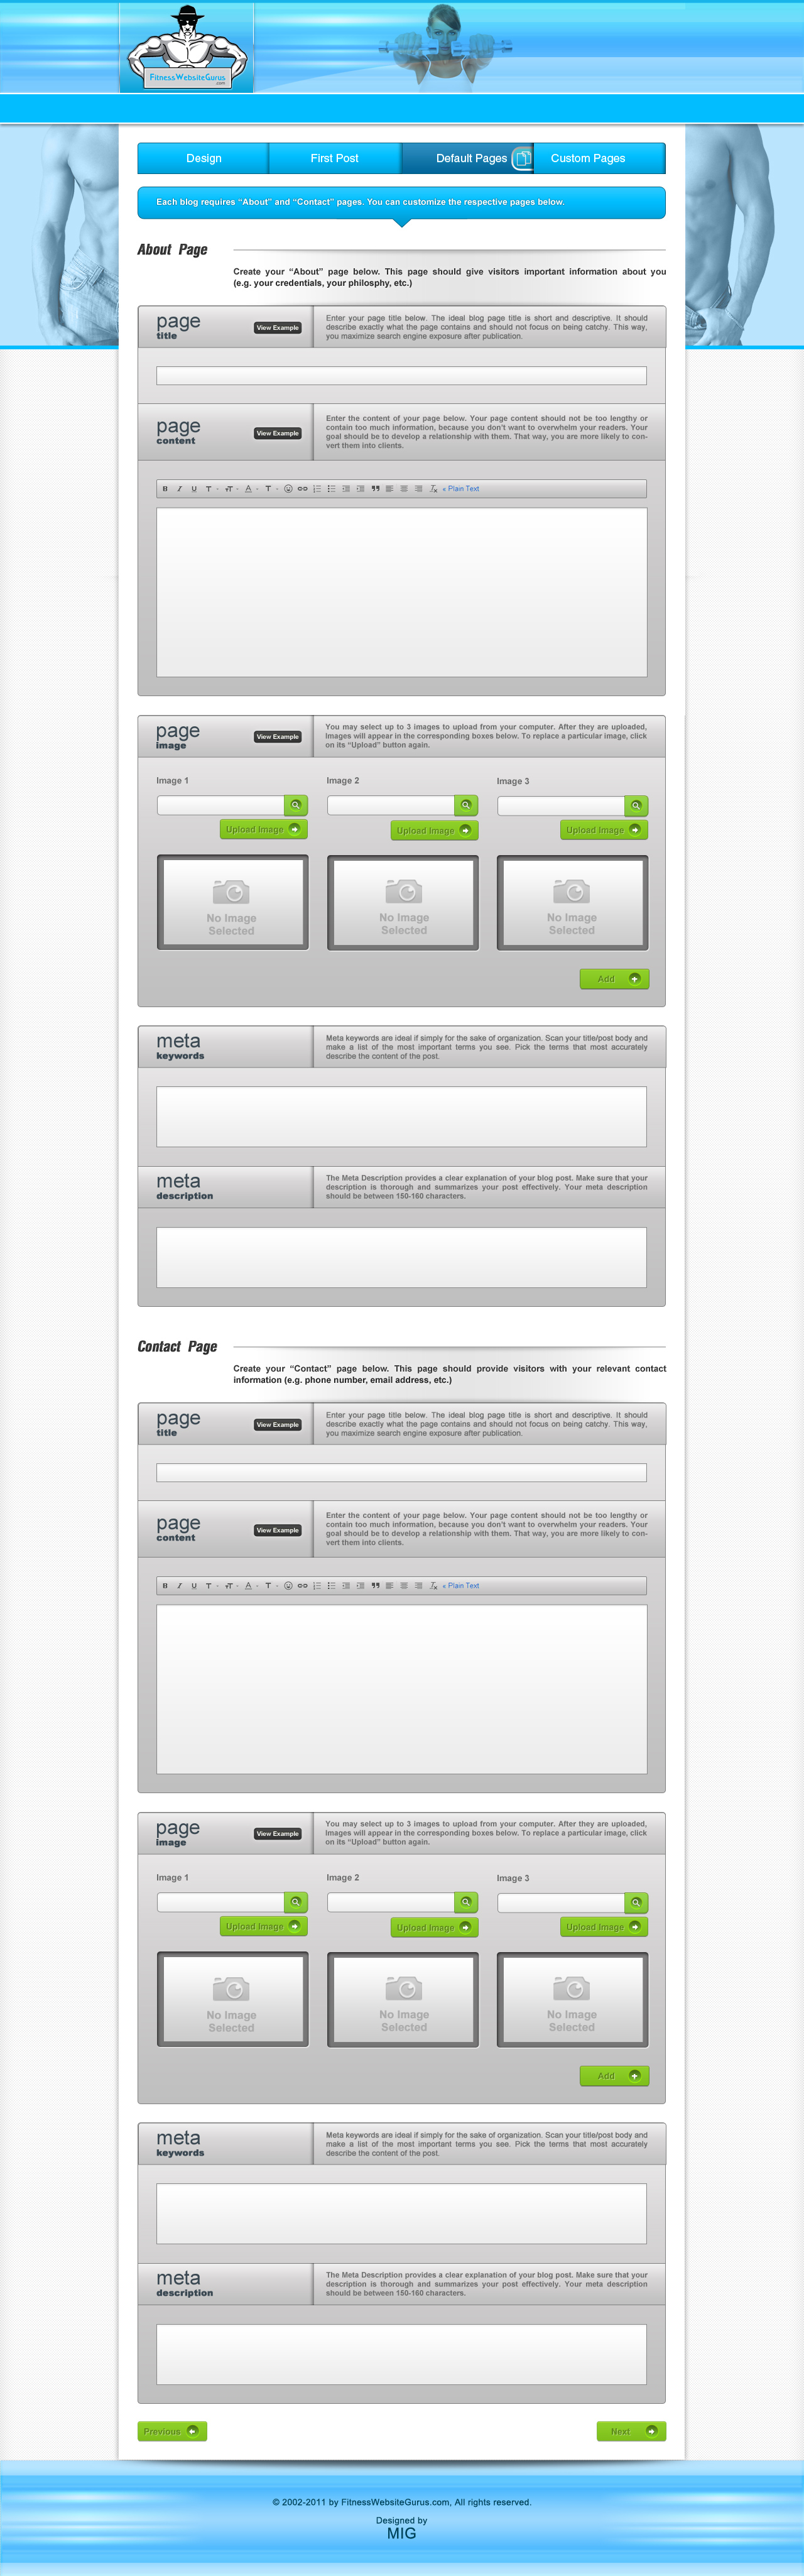 FitnessWebsiteGurus
.com
Design
First Post
Default Pages
Custom Pages
Each blog requires “About” and “Contact” pages. You can customize the respective pages below.
About Page
Create your “About” page below. This page should give visitors important information about you
(e.g. your credentials, your philosphy, etc.)
page
title
View Example
Enter your page title below. The ideal blog page title is short and descriptive. It should
describe exactly what the page contains and should not focus on being catchy. This way,
you maximize search engine exposure after publication.
page
content
View Example
Enter the content of your page below. Your page content should not be too lengthy or
contain too much information, because you don’t want to overwhelm your readers. Your
goal should be to develop a relationship with them. That way, you are more likely to con-
vert them into clients.
B I U T T A T « Plain Text
page
image
View Example
You may select up to 3 images to upload from your computer. After they are uploaded,
Images will appear in the corresponding boxes below. To replace a particular image, click
on its “Upload” button again.
Image 1
Image 2
Image 3
Upload Image
Upload Image
Upload Image
No Image
Selected
No Image
Selected
No Image
Selected
Add
meta
keywords
Meta keywords are ideal if simply for the sake of organization. Scan your title/post body and
make a list of the most important terms you see. Pick the terms that most accurately
describe the content of the post.
meta
description
The Meta Description provides a clear explanation of your blog post. Make sure that your
description is thorough and summarizes your post effectively. Your meta description
should be between 150-160 characters.
Contact Page
Create your “Contact” page below. This page should provide visitors with your relevant contact
information (e.g. phone number, email address, etc.)
page
title
View Example
Enter your page title below. The ideal blog page title is short and descriptive. It should
describe exactly what the page contains and should not focus on being catchy. This way,
you maximize search engine exposure after publication.
page
content
View Example
Enter the content of your page below. Your page content should not be too lengthy or
contain too much information, because you don’t want to overwhelm your readers. Your
goal should be to develop a relationship with them. That way, you are more likely to con-
vert them into clients.
B I U T T A T « Plain Text
page
image
View Example
You may select up to 3 images to upload from your computer. After they are uploaded,
Images will appear in the corresponding boxes below. To replace a particular image, click
on its “Upload” button again.
Image 1
Image 2
Image 3
Upload Image
Upload Image
Upload Image
No Image
Selected
No Image
Selected
No Image
Selected
Add
meta
keywords
Meta keywords are ideal if simply for the sake of organization. Scan your title/post body and
make a list of the most important terms you see. Pick the terms that most accurately
describe the content of the post.
meta
description
The Meta Description provides a clear explanation of your blog post. Make sure that your
description is thorough and summarizes your post effectively. Your meta description
should be between 150-160 characters.
Previous
Next
© 2002-2011 by FitnessWebsiteGurus.com, All rights reserved.
Designed by
MIG